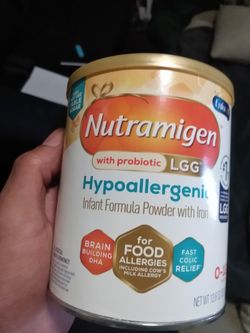 Enfamil
Nutramigen
with probiotic LGG
Hypoallergenic
Infant Formula Powder with Iron
BRAIN
BUILDING
DHA
for
FOOD
ALLERGIES
INCLUDING COW'S
MILK ALLERGY
FAST
COLIC
RELIEF
LGG
NET WT